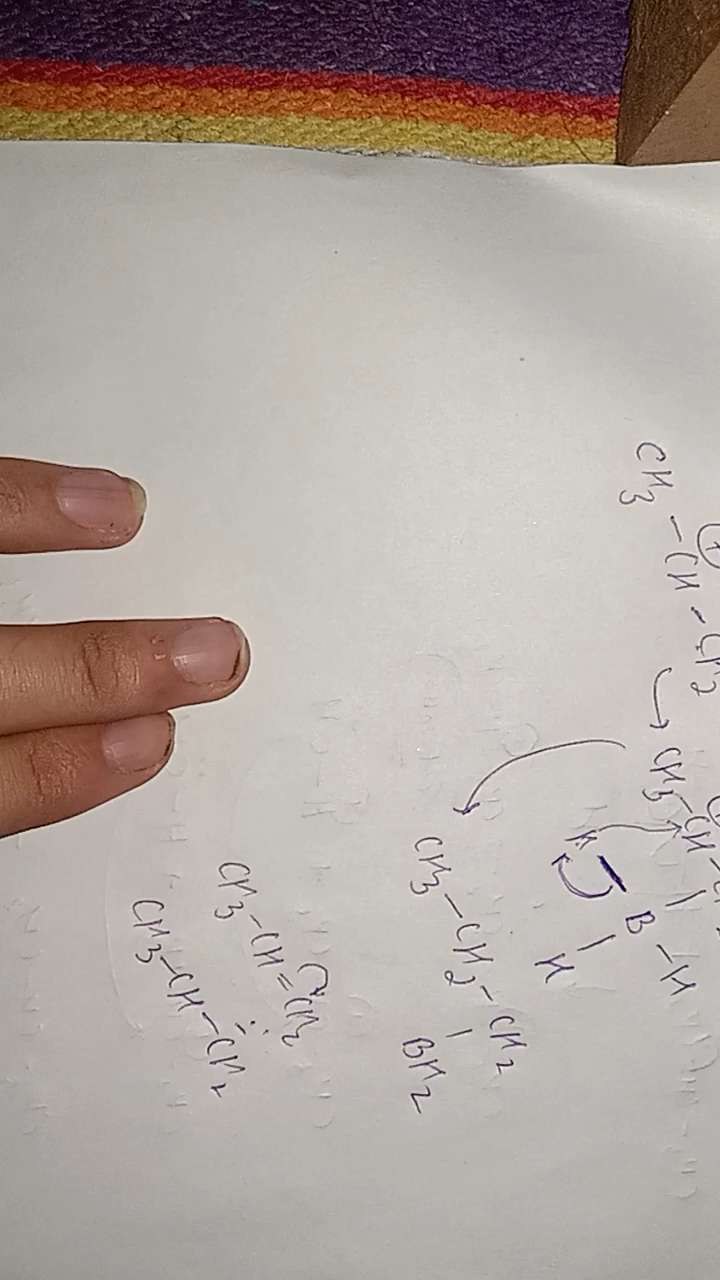 CH3 - CH - CH2
⊕
→ CH3 - CH -
H B - H
H
CH3 - CH2 - CH2
BH2
CH3 - CH = CH2
CH3 - CH - CH2